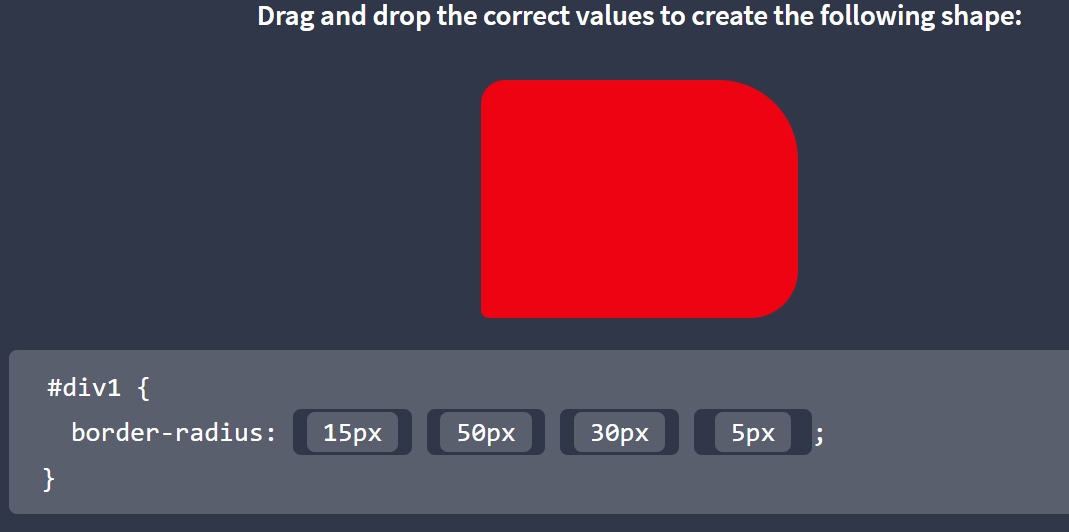 Drag and drop the correct values to create the following shape:
#div1 {
border-radius: 15px 50px 30px 5px ;
}